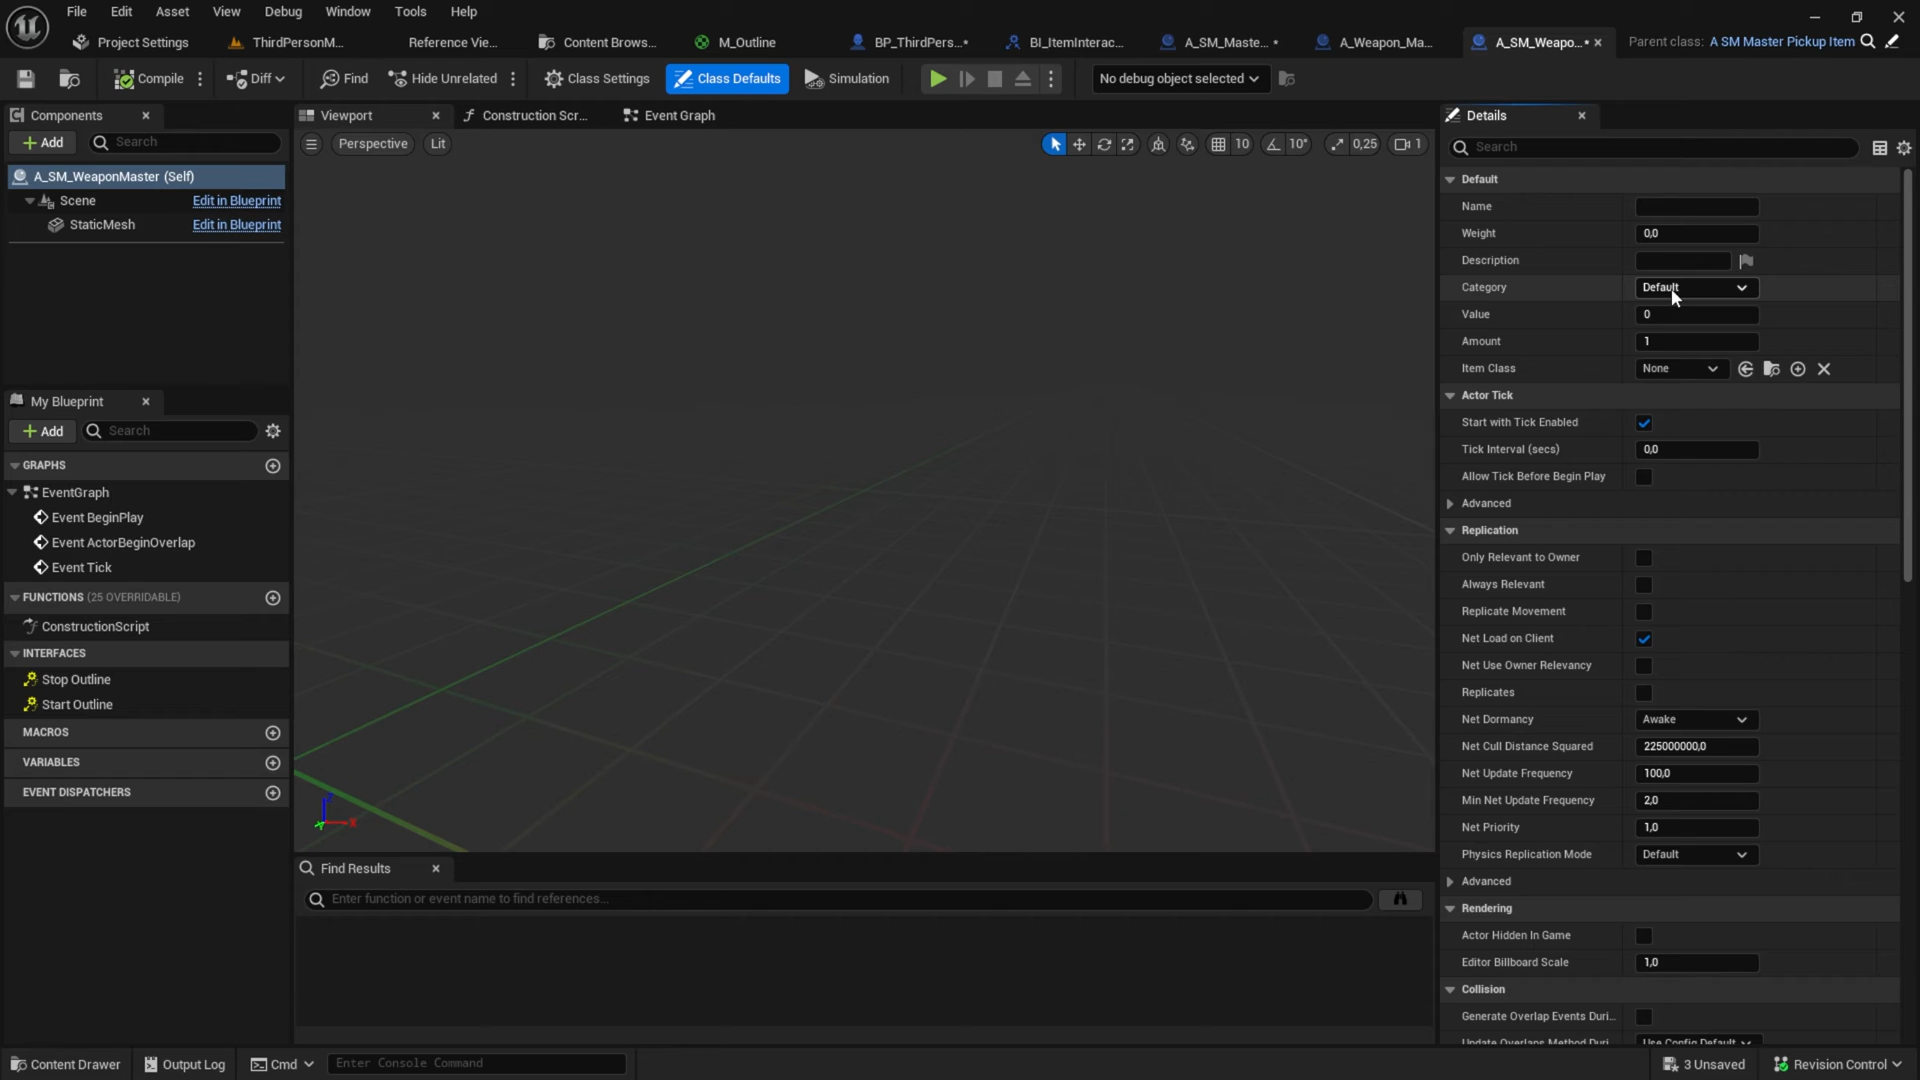 File Edit Asset View Debug Window Tools Help
Project Settings ThirdPersonM... Reference Vie... Content Brows... M_Outline BP_ThirdPers...* BI_ItemInterac... A_SM_Maste...* A_Weapon_Ma... A_SM_Weapo...* Parent class: A SM Master Pickup Item
Compile Diff Find Hide Unrelated Class Settings Class Defaults Simulation No debug object selected
Components
Add Search
A_SM_WeaponMaster (Self)
Scene Edit in Blueprint
StaticMesh Edit in Blueprint
My Blueprint
Add Search
GRAPHS
EventGraph
Event BeginPlay
Event ActorBeginOverlap
Event Tick
FUNCTIONS (25 OVERRIDABLE)
ConstructionScript
INTERFACES
Stop Outline
Start Outline
MACROS
VARIABLES
EVENT DISPATCHERS
Viewport Construction Scr... Event Graph
Perspective Lit 10 10° 0,25 1
Z
X
Y
Find Results
Enter function or event name to find references...
Details
Search
Default
Name
Weight 0,0
Description
Category Default
Value 0
Amount 1
Item Class None
Actor Tick
Start with Tick Enabled
Tick Interval (secs) 0,0
Allow Tick Before Begin Play
Advanced
Replication
Only Relevant to Owner
Always Relevant
Replicate Movement
Net Load on Client
Net Use Owner Relevancy
Replicates
Net Dormancy Awake
Net Cull Distance Squared 225000000,0
Net Update Frequency 100,0
Min Net Update Frequency 2,0
Net Priority 1,0
Physics Replication Mode Default
Advanced
Rendering
Actor Hidden In Game
Editor Billboard Scale 1,0
Collision
Generate Overlap Events Duri...
Update Overlaps Method Duri... Use Config Default
Content Drawer Output Log Cmd Enter Console Command 3 Unsaved Revision Control